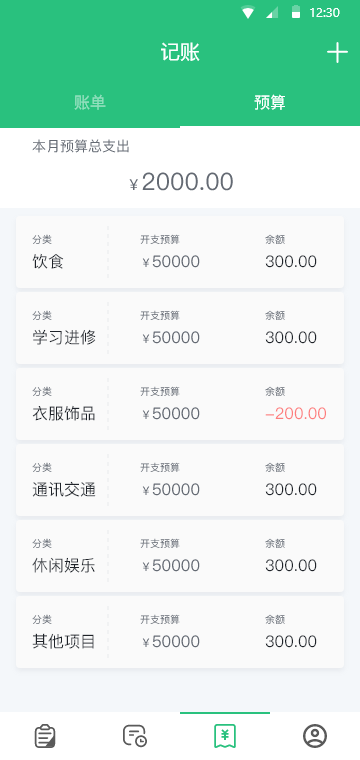 12:30
记账
账单 预算
本月预算总支出
¥2000.00
分类 开支预算 余额
饮食 ¥50000 300.00
分类 开支预算 余额
学习进修 ¥50000 300.00
分类 开支预算 余额
衣服饰品 ¥50000 -200.00
分类 开支预算 余额
通讯交通 ¥50000 300.00
分类 开支预算 余额
休闲娱乐 ¥50000 300.00
分类 开支预算 余额
其他项目 ¥50000 300.00